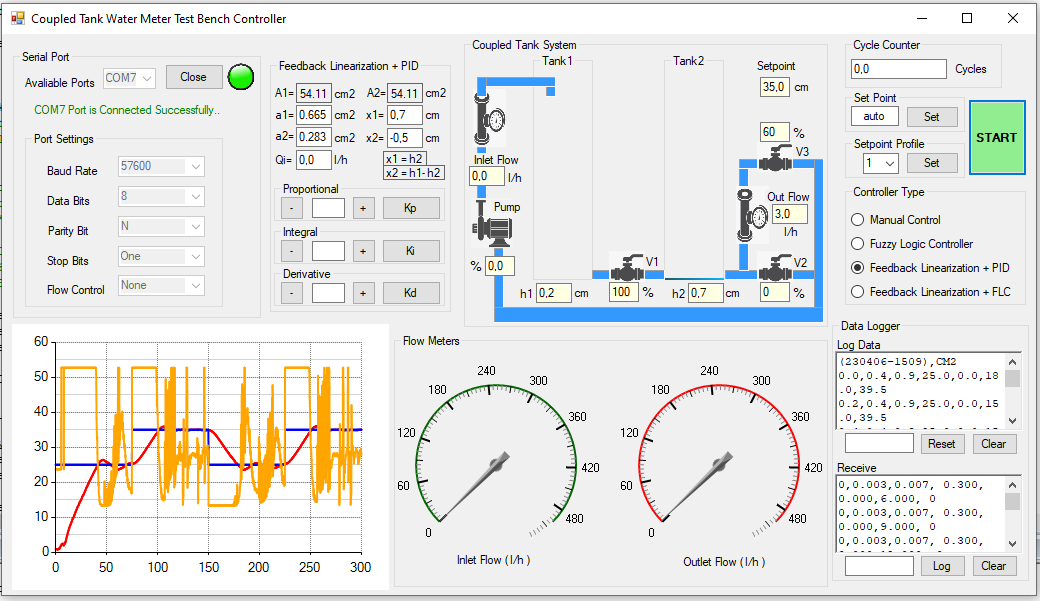 Coupled Tank Water Meter Test Bench Controller
Serial Port
Avaliable Ports
COM7
Close
COM7 Port is Connected Successfully..
Port Settings
Baud Rate
57600
Data Bits
8
Parity Bit
N
Stop Bits
One
Flow Control
None
Feedback Linearization + PID
A1= 54.11 cm2 A2= 54.11 cm2
a1= 0.665 cm2 x1= 0,7 cm
a2= 0.283 cm2 x2= -0,5 cm
Qi= 0,0 l/h
x1 = h2
x2 = h1- h2
Proportional
- + Kp
Integral
- + Ki
Derivative
- + Kd
Coupled Tank System
Tank1
Tank2
Setpoint
35,0 cm
60 %
V3
Inlet Flow
0,0 l/h
Pump
% 0,0
Out Flow
3,0
l/h
V1
V2
h1 0,2 cm
100 %
h2 0,7 cm
0 %
Cycle Counter
0,0 Cycles
Set Point
auto Set
START
Setpoint Profile
1 Set
Controller Type
Manual Control
Fuzzy Logic Controller
Feedback Linearization + PID
Feedback Linearization + FLC
60
50
40
30
20
10
0
0 50 100 150 200 250 300
Flow Meters
0
60
120
180
240
300
360
420
480
Inlet Flow ( l/h )
0
60
120
180
240
300
360
420
480
Outlet Flow ( l/h )
Data Logger
Log Data
(230406-1509),CM2
0.0,0.4,0.9,25.0,0.0,18
.0,39.5
0.2,0.4,0.9,25.0,0.0,15
.0,39.5
Reset Clear
Receive
0,0.003,0.007, 0.300,
0.000,6.000, 0
0,0.003,0.007, 0.300,
0.000,9.000, 0
0,0.003,0.007, 0.300,
Log Clear